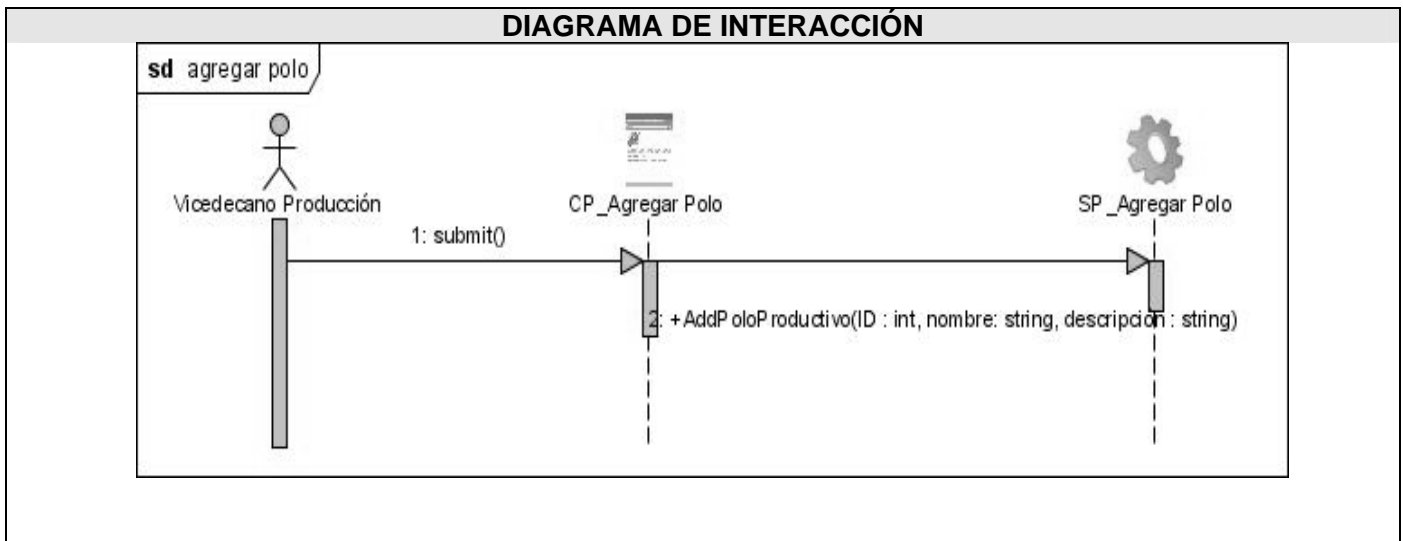 DIAGRAMA DE INTERACCIÓN
sd agregar polo
Vicedecano Producción
CP_Agregar Polo
SP_Agregar Polo
1: submit()
2: +AddPoloProductivo(ID : int, nombre: string, descripción : string)